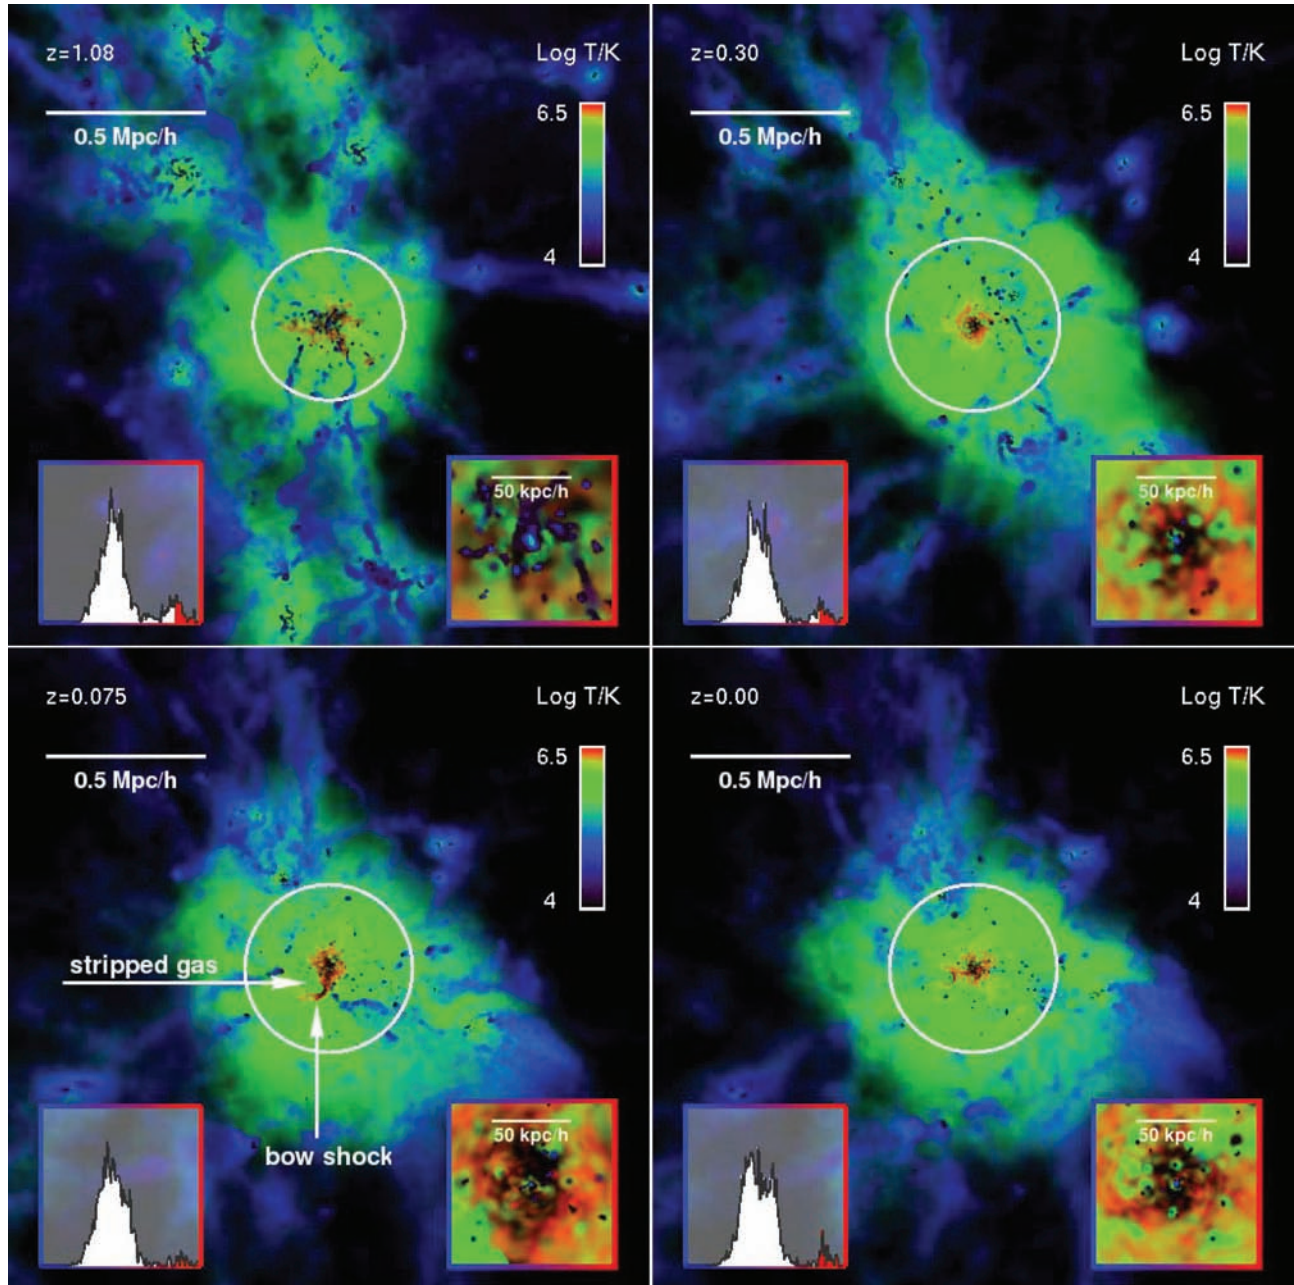 z=1.08
Log T/K
0.5 Mpc/h
6.5
4
50 kpc/h
z=0.30
Log T/K
0.5 Mpc/h
6.5
4
50 kpc/h
z=0.075
Log T/K
0.5 Mpc/h
6.5
4
stripped gas
bow shock
50 kpc/h
z=0.00
Log T/K
0.5 Mpc/h
6.5
4
50 kpc/h